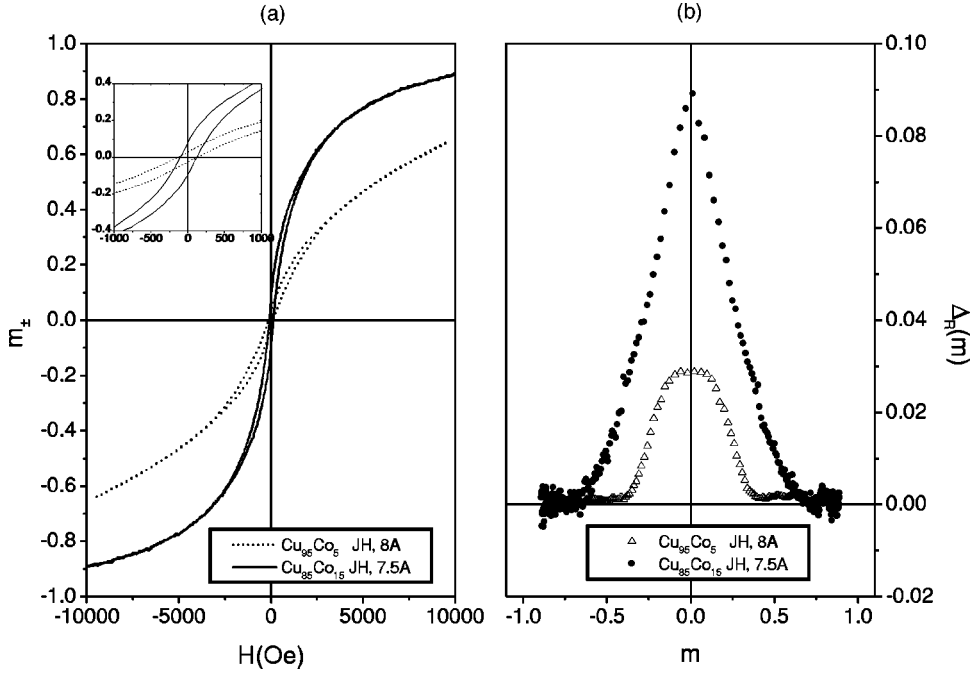 (a)
(b)
1.0
0.8
0.6
0.4
0.2
0.0
-0.2
-0.4
-0.6
-0.8
-1.0
m±
0.4
0.2
0.0
-0.2
-0.4
-1000 -500 0 500 1000
Cu95Co5 JH, 8A
Cu85Co15 JH, 7.5A
-10000 -5000 0 5000 10000
H(Oe)
0.10
0.08
0.06
0.04
0.02
0.00
-0.02
ΔR(m)
Cu95Co5 JH, 8A
Cu85Co15 JH, 7.5A
-1.0 -0.5 0.0 0.5 1.0
m